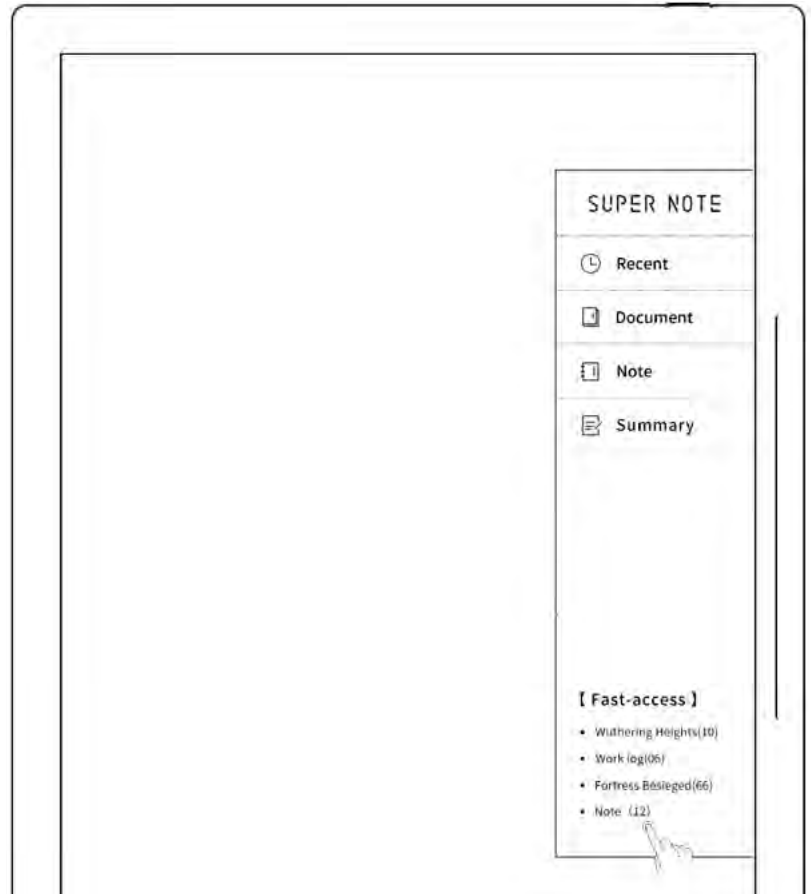 SUPER NOTE
Recent
Document
Note
Summary
【 Fast-access 】
• Wuthering Heights(10)
• Work log(06)
• Fortress Besieged(66)
• Note (12)